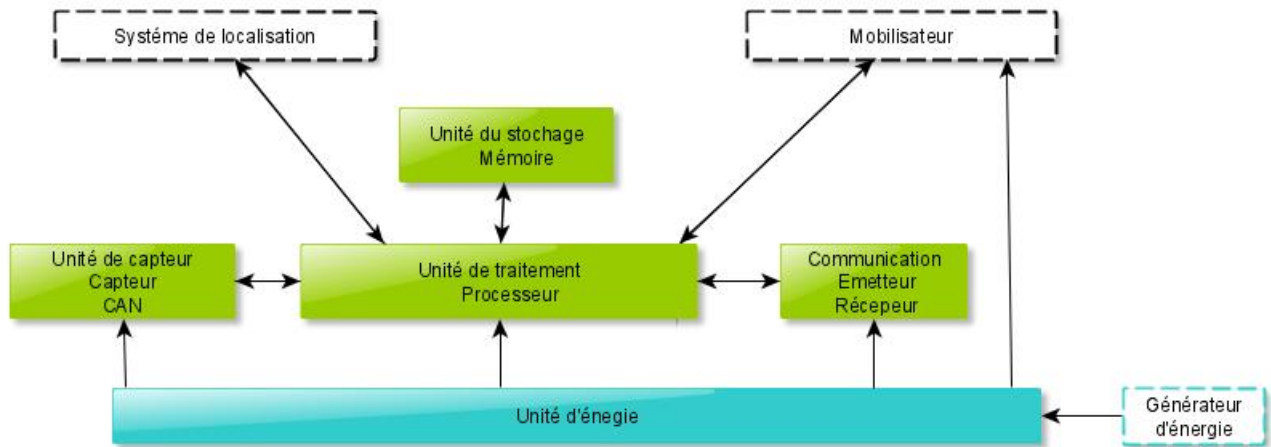 Systéme de localisation
Mobilisateur
Unité du stochage
Mémoire
Unité de capteur
Capteur
CAN
Unité de traitement
Processeur
Communication
Emetteur
Récepeur
Unité d'énegie
Générateur
d'énergie